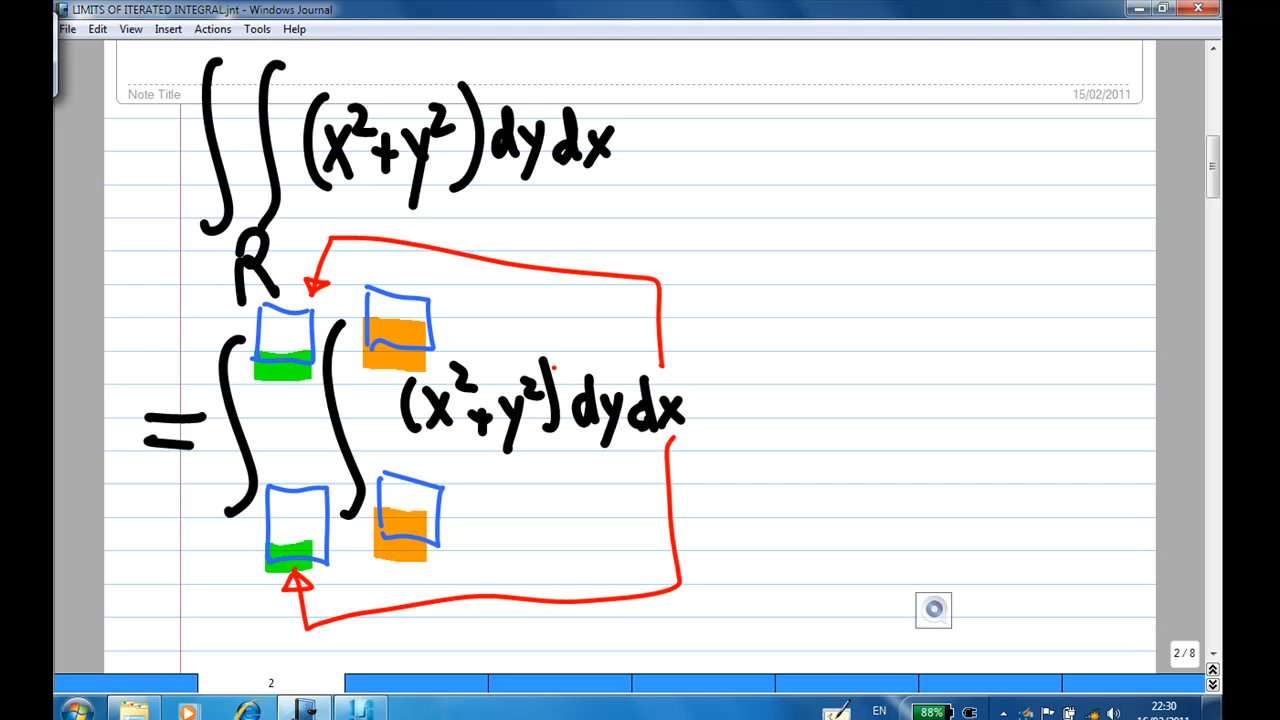 LIMITS OF ITERATED INTEGRAL.jnt - Windows Journal
File Edit View Insert Actions Tools Help
Note Title
15/02/2011
∫∫ (x²+y²) dy dx
R
= ∫ ∫ (x²+y²) dy dx
2 / 8
2
EN
88%
22:30